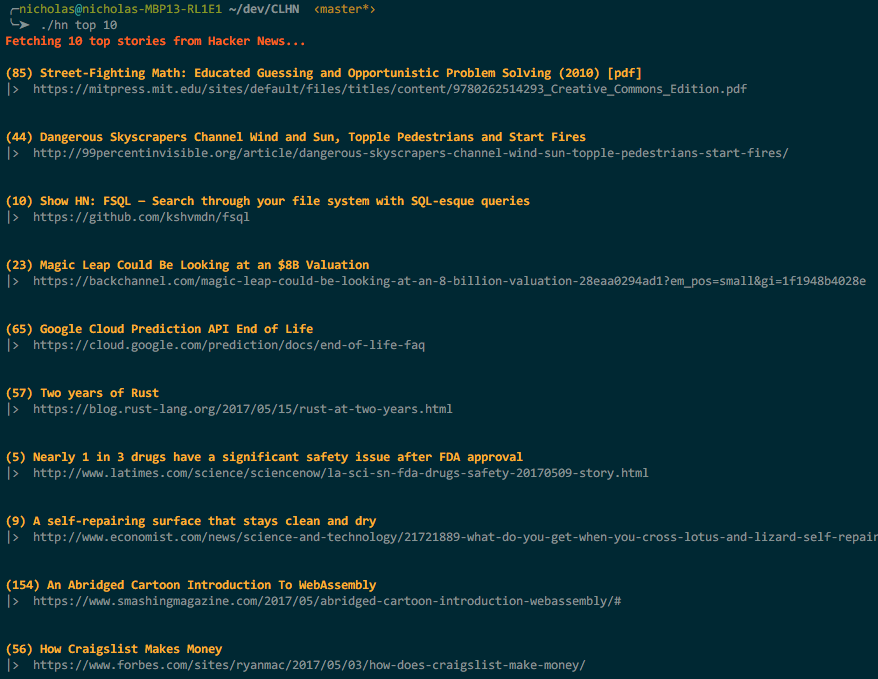 ╭─nicholas@nicholas-MBP13-RL1E1 ~/dev/CLHN ‹master*›
╰─➤ ./hn top 10
Fetching 10 top stories from Hacker News...
(85) Street-Fighting Math: Educated Guessing and Opportunistic Problem Solving (2010) [pdf]
|> https://mitpress.mit.edu/sites/default/files/titles/content/9780262514293_Creative_Commons_Edition.pdf
(44) Dangerous Skyscrapers Channel Wind and Sun, Topple Pedestrians and Start Fires
|> http://99percentinvisible.org/article/dangerous-skyscrapers-channel-wind-sun-topple-pedestrians-start-fires/
(10) Show HN: FSQL – Search through your file system with SQL-esque queries
|> https://github.com/kshvmdn/fsql
(23) Magic Leap Could Be Looking at an $8B Valuation
|> https://backchannel.com/magic-leap-could-be-looking-at-an-8-billion-valuation-28eaa0294ad1?em_pos=small&gi=1f1948b4028e
(65) Google Cloud Prediction API End of Life
|> https://cloud.google.com/prediction/docs/end-of-life-faq
(57) Two years of Rust
|> https://blog.rust-lang.org/2017/05/15/rust-at-two-years.html
(5) Nearly 1 in 3 drugs have a significant safety issue after FDA approval
|> http://www.latimes.com/science/sciencenow/la-sci-sn-fda-drugs-safety-20170509-story.html
(9) A self-repairing surface that stays clean and dry
|> http://www.economist.com/news/science-and-technology/21721889-what-do-you-get-when-you-cross-lotus-and-lizard-self-repair
(154) An Abridged Cartoon Introduction To WebAssembly
|> https://www.smashingmagazine.com/2017/05/abridged-cartoon-introduction-webassembly/#
(56) How Craigslist Makes Money
|> https://www.forbes.com/sites/ryanmac/2017/05/03/how-does-craigslist-make-money/